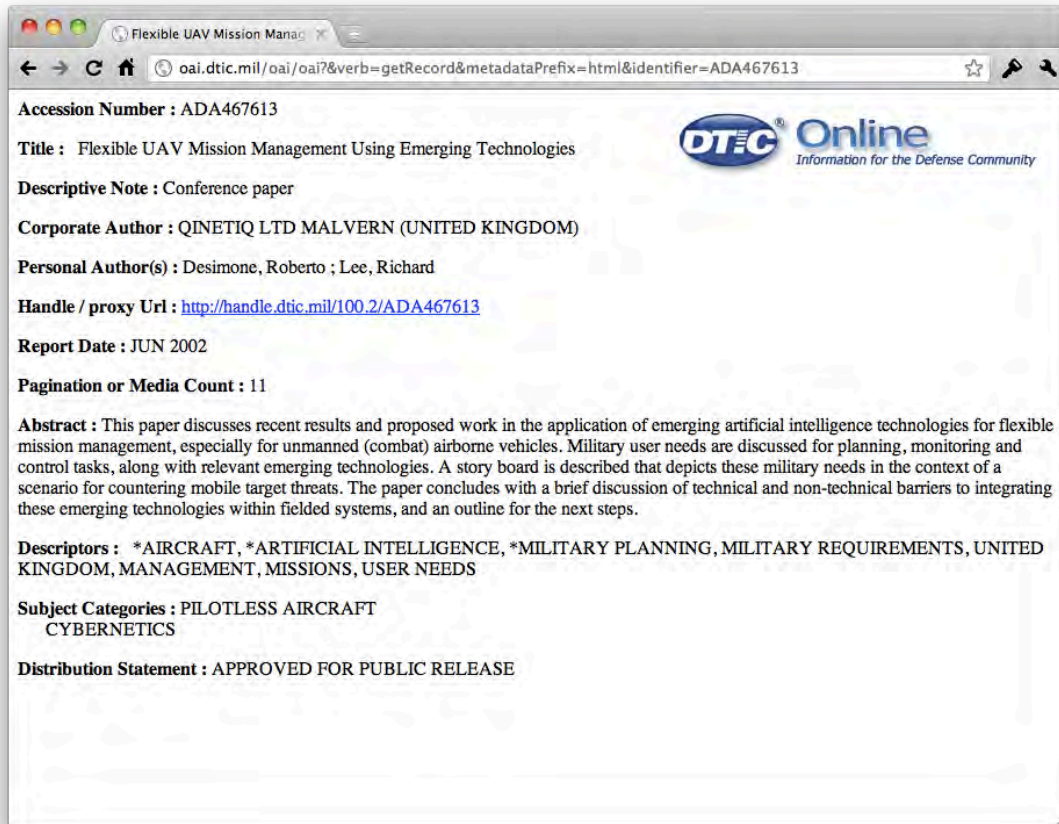 Flexible UAV Mission Manag
oai.dtic.mil/oai/oai?&verb=getRecord&metadataPrefix=html&identifier=ADA467613
Accession Number : ADA467613
DTIC® Online
Information for the Defense Community
Title : Flexible UAV Mission Management Using Emerging Technologies
Descriptive Note : Conference paper
Corporate Author : QINETIQ LTD MALVERN (UNITED KINGDOM)
Personal Author(s) : Desimone, Roberto ; Lee, Richard
Handle / proxy Url : http://handle.dtic.mil/100.2/ADA467613
Report Date : JUN 2002
Pagination or Media Count : 11
Abstract : This paper discusses recent results and proposed work in the application of emerging artificial intelligence technologies for flexible
mission management, especially for unmanned (combat) airborne vehicles. Military user needs are discussed for planning, monitoring and
control tasks, along with relevant emerging technologies. A story board is described that depicts these military needs in the context of a
scenario for countering mobile target threats. The paper concludes with a brief discussion of technical and non-technical barriers to integrating
these emerging technologies within fielded systems, and an outline for the next steps.
Descriptors : *AIRCRAFT, *ARTIFICIAL INTELLIGENCE, *MILITARY PLANNING, MILITARY REQUIREMENTS, UNITED
KINGDOM, MANAGEMENT, MISSIONS, USER NEEDS
Subject Categories : PILOTLESS AIRCRAFT
CYBERNETICS
Distribution Statement : APPROVED FOR PUBLIC RELEASE